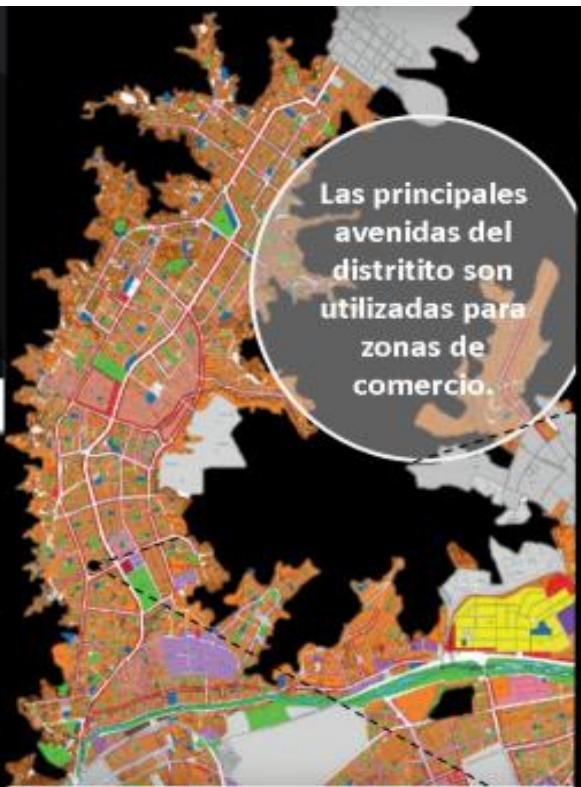 Las principales
avenidas del
distritito son
utilizadas para
zonas de
comercio.